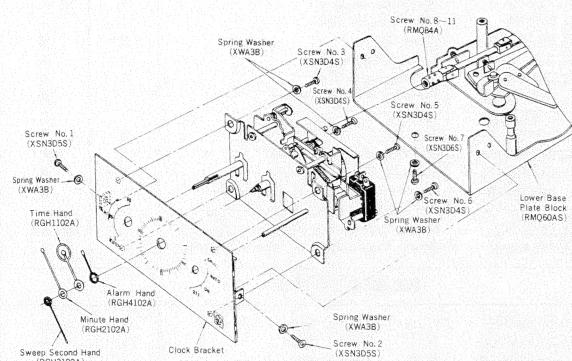 Screw No. 8~11
(RMQ84A)
Spring Washer
(XWA3B)
Screw No. 3
(XSN3D4S)
Screw No. 4
(XSN3D4S)
Screw No. 5
(XSN3D4S)
Screw No. 7
(XSN3D6S)
Screw No. 1
(XSN3D5S)
Spring Washer
(XWA3B)
Screw No. 6
(XSN3D4S)
Lower Base
Plate Block
(RMQ60AS)
Spring Washer
(XWA3B)
Time Hand
(RGH1102A)
Alarm Hand
(RGH4102A)
Minute Hand
(RGH2102A)
Spring Washer
(XWA3B)
Clock Bracket
Screw No. 2
(XSN3D5S)
Sweep Second Hand